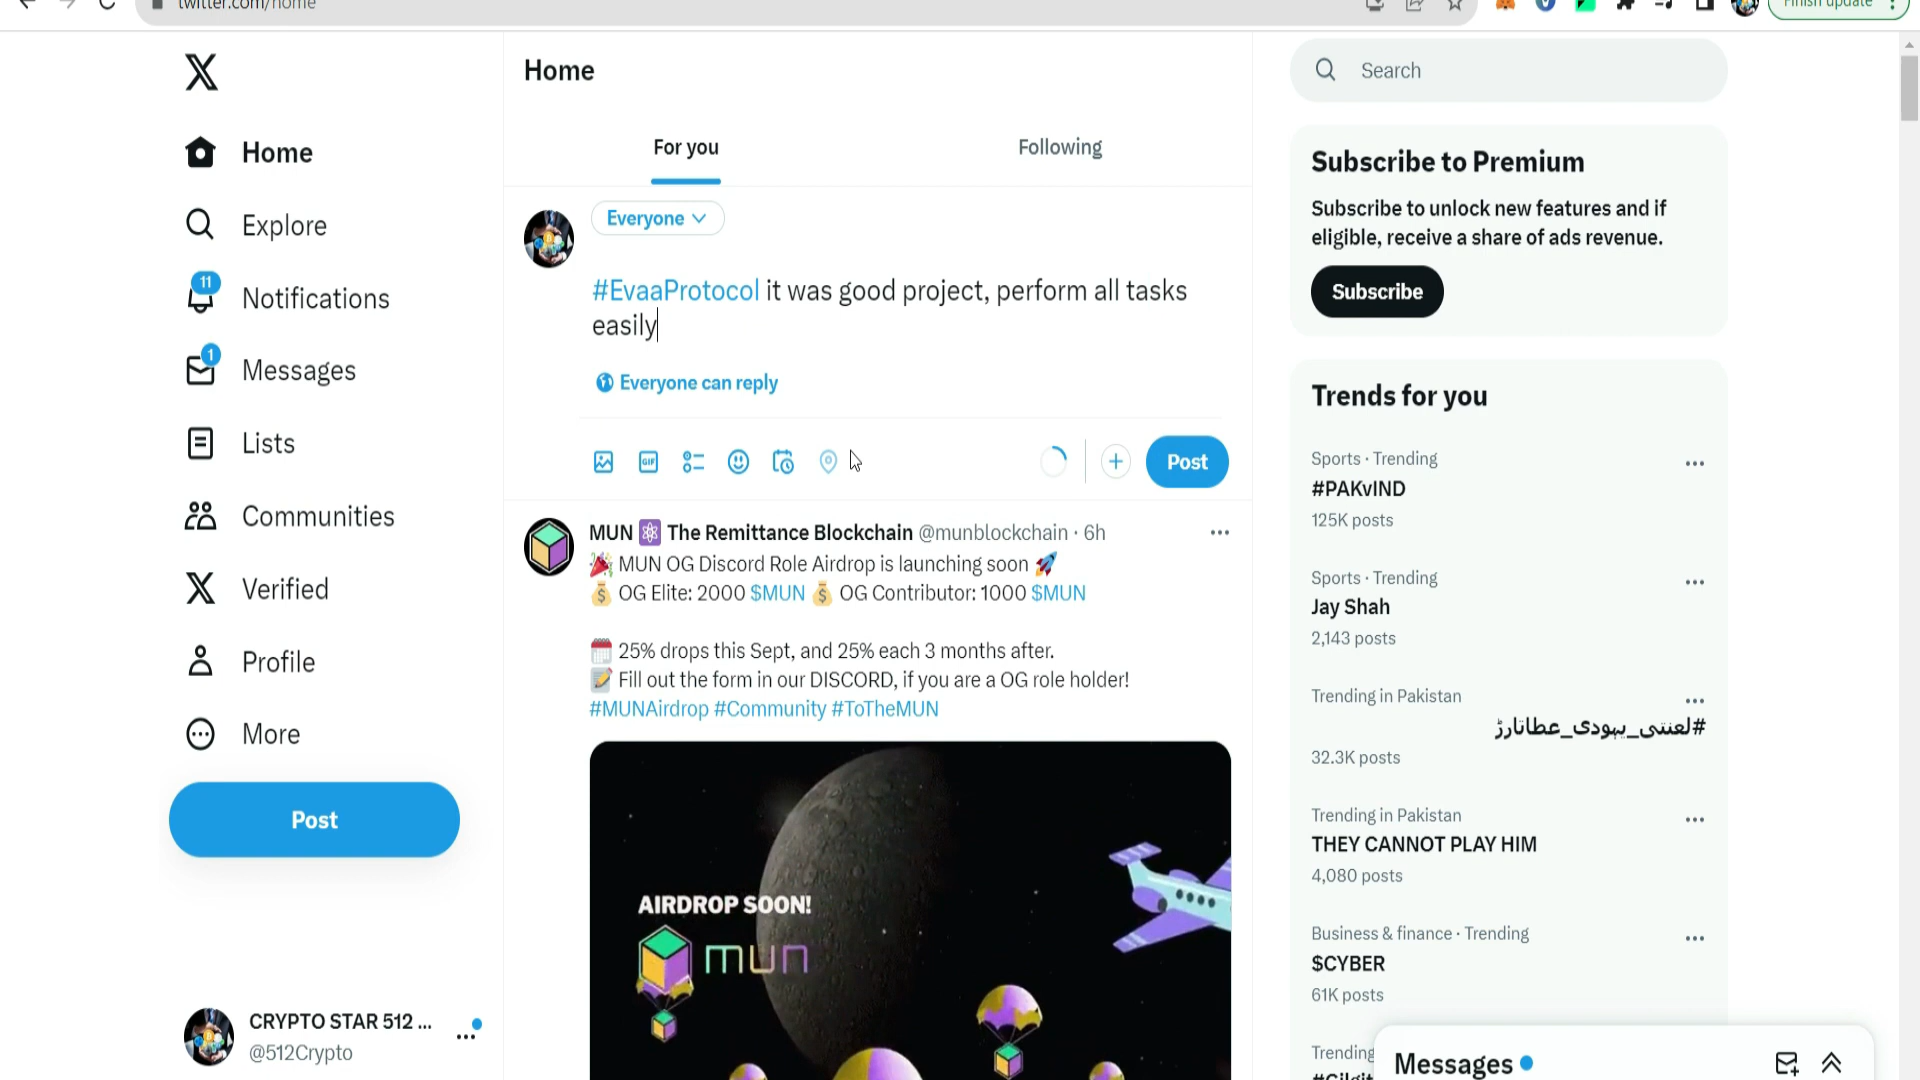 twitter.com/home
Finish update
Home
Explore
11
Notifications
1
Messages
Lists
Communities
Verified
Profile
More
Post
CRYPTO STAR 512 ...
@512Crypto
Home
For you
Following
Everyone
#EvaaProtocol it was good project, perform all tasks
easily
Everyone can reply
GIF
Post
MUN ⚛ The Remittance Blockchain @munblockchain · 6h
🎉 MUN OG Discord Role Airdrop is launching soon 🚀
💰 OG Elite: 2000 $MUN 💰 OG Contributor: 1000 $MUN
🗓 25% drops this Sept, and 25% each 3 months after.
📝 Fill out the form in our DISCORD, if you are a OG role holder!
#MUNAirdrop #Community #ToTheMUN
AIRDROP SOON!
mun
Search
Subscribe to Premium
Subscribe to unlock new features and if
eligible, receive a share of ads revenue.
Subscribe
Trends for you
Sports · Trending
#PAKvIND
125K posts
Sports · Trending
Jay Shah
2,143 posts
Trending in Pakistan
#لعنتی_یہودی_عطاتارڑ
32.3K posts
Trending in Pakistan
THEY CANNOT PLAY HIM
4,080 posts
Business & finance · Trending
$CYBER
61K posts
Trending
Messages